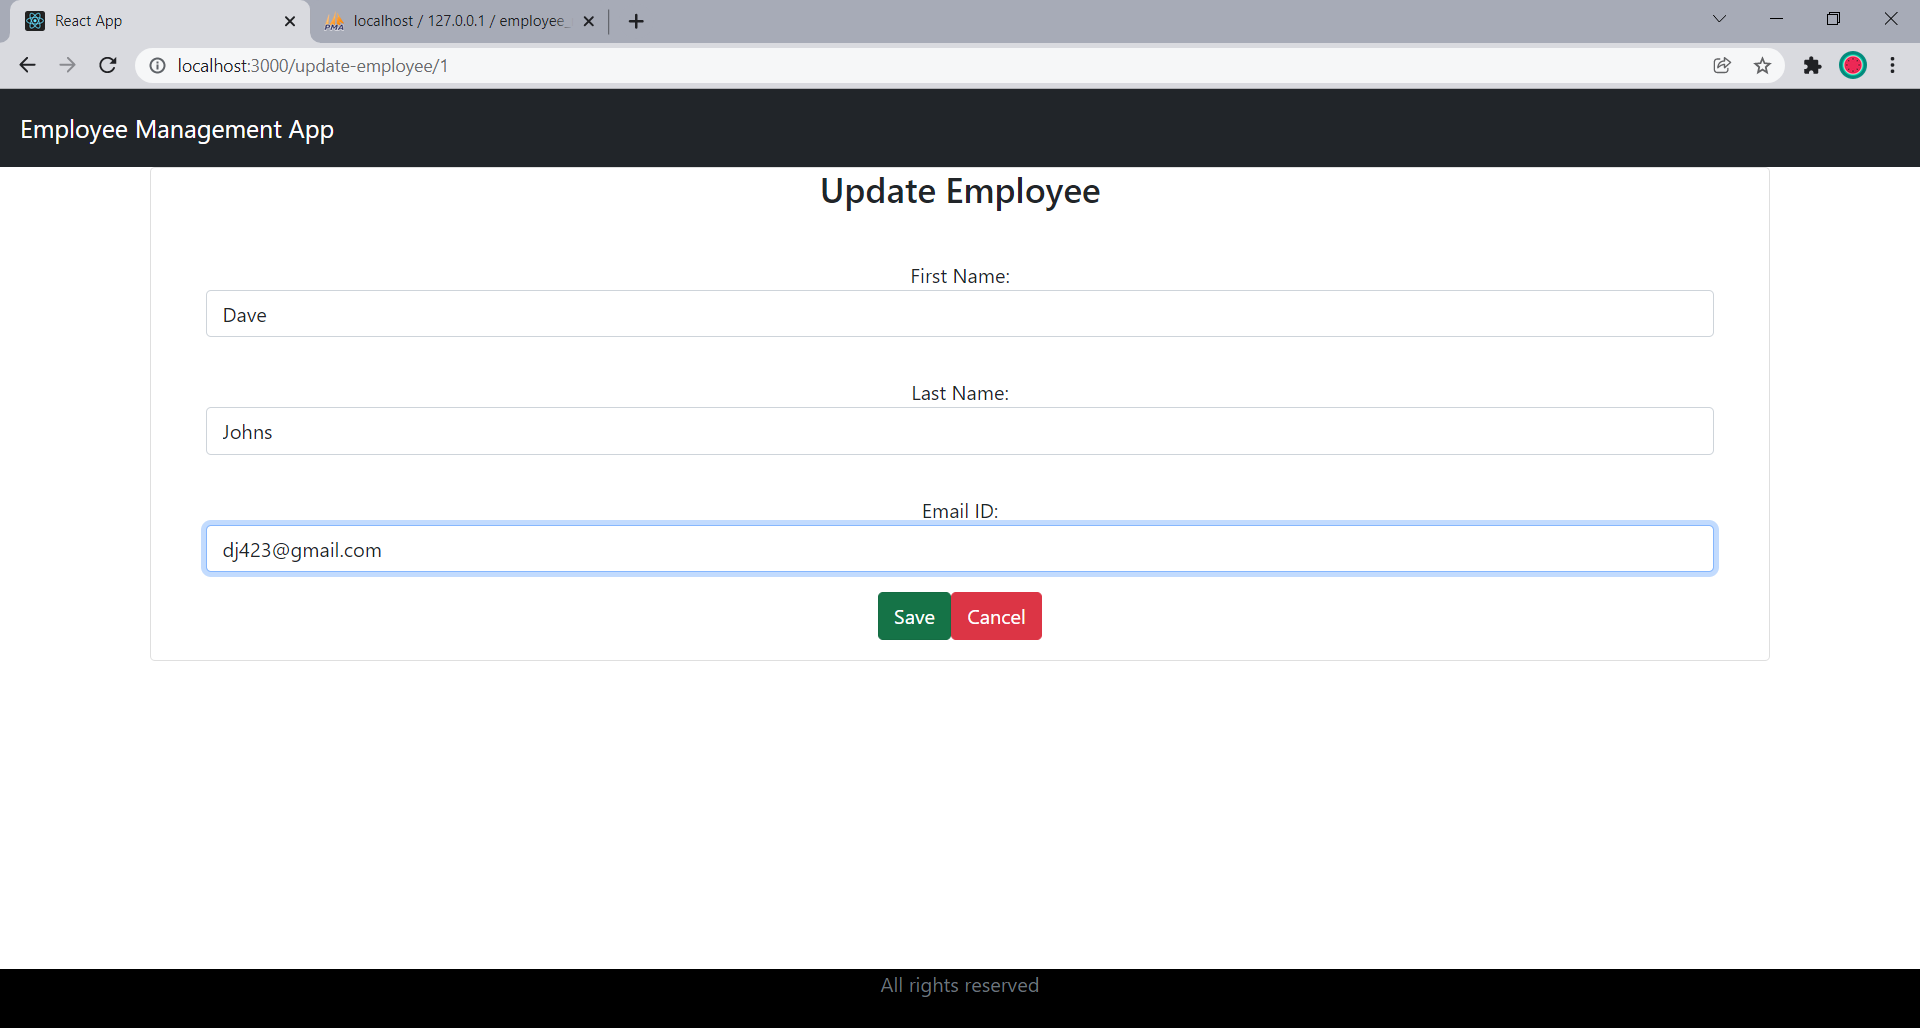 React App
PMA
localhost / 127.0.0.1 / employee_
localhost:3000/update-employee/1
Employee Management App
Update Employee
First Name:
Dave
Last Name:
Johns
Email ID:
dj423@gmail.com
Save Cancel
All rights reserved